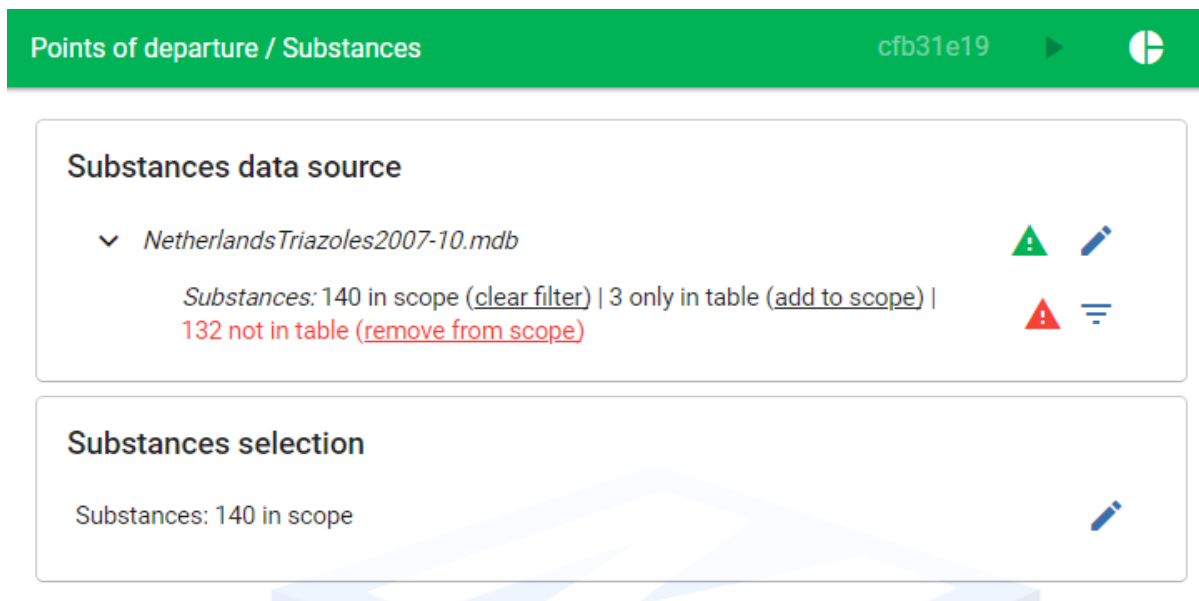 Points of departure / Substances cfb31e19
Substances data source
NetherlandsTriazoles2007-10.mdb
Substances: 140 in scope (clear filter) | 3 only in table (add to scope) |
132 not in table (remove from scope)
Substances selection
Substances: 140 in scope